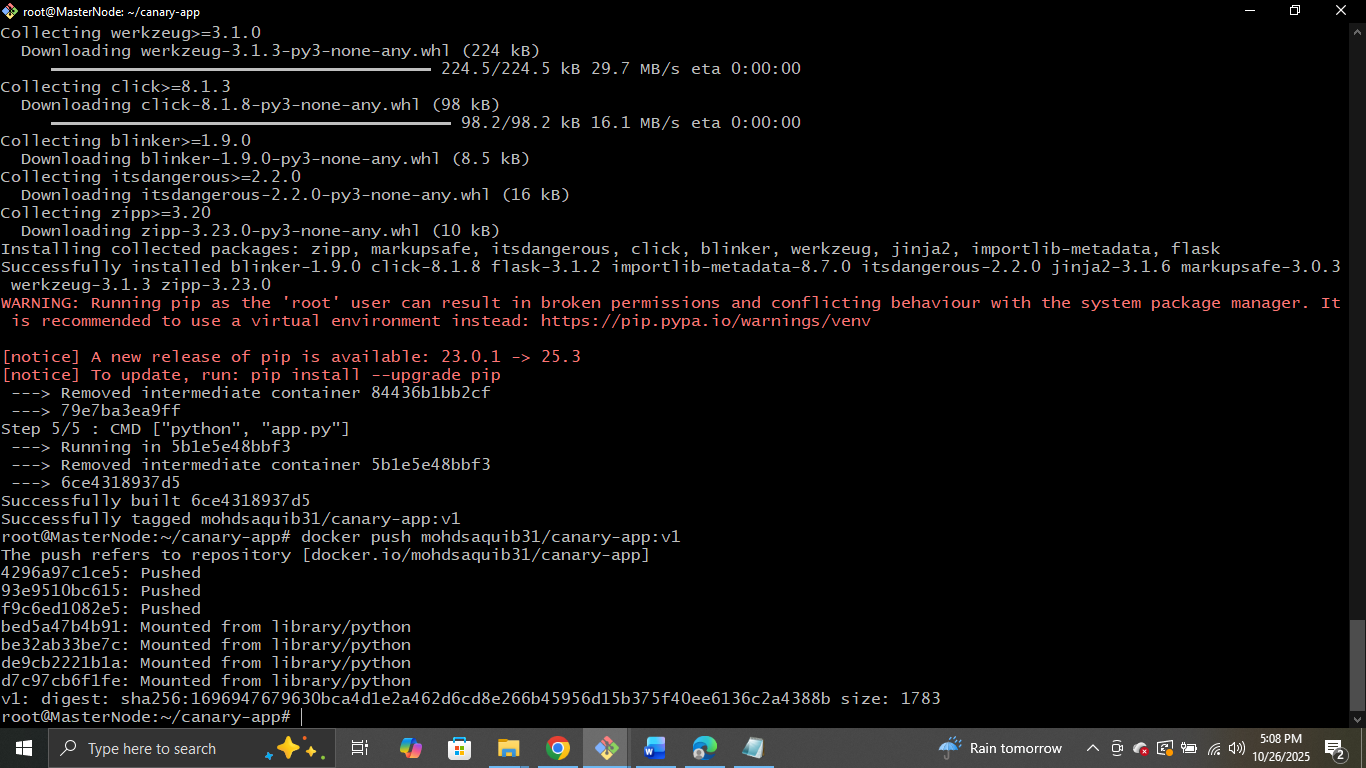 root@MasterNode: ~/canary-app
Collecting werkzeug>=3.1.0
  Downloading werkzeug-3.1.3-py3-none-any.whl (224 kB)
     224.5/224.5 kB 29.7 MB/s eta 0:00:00
Collecting click>=8.1.3
  Downloading click-8.1.8-py3-none-any.whl (98 kB)
     98.2/98.2 kB 16.1 MB/s eta 0:00:00
Collecting blinker>=1.9.0
  Downloading blinker-1.9.0-py3-none-any.whl (8.5 kB)
Collecting itsdangerous>=2.2.0
  Downloading itsdangerous-2.2.0-py3-none-any.whl (16 kB)
Collecting zipp>=3.20
  Downloading zipp-3.23.0-py3-none-any.whl (10 kB)
Installing collected packages: zipp, markupsafe, itsdangerous, click, blinker, werkzeug, jinja2, importlib-metadata, flask
Successfully installed blinker-1.9.0 click-8.1.8 flask-3.1.2 importlib-metadata-8.7.0 itsdangerous-2.2.0 jinja2-3.1.6 markupsafe-3.0.3
 werkzeug-3.1.3 zipp-3.23.0
WARNING: Running pip as the 'root' user can result in broken permissions and conflicting behaviour with the system package manager. It
 is recommended to use a virtual environment instead: https://pip.pypa.io/warnings/venv
[notice] A new release of pip is available: 23.0.1 -> 25.3
[notice] To update, run: pip install --upgrade pip
 ---> Removed intermediate container 84436b1bb2cf
 ---> 79e7ba3ea9ff
Step 5/5 : CMD ["python", "app.py"]
 ---> Running in 5b1e5e48bbf3
 ---> Removed intermediate container 5b1e5e48bbf3
 ---> 6ce4318937d5
Successfully built 6ce4318937d5
Successfully tagged mohdsaquib31/canary-app:v1
root@MasterNode:~/canary-app# docker push mohdsaquib31/canary-app:v1
The push refers to repository [docker.io/mohdsaquib31/canary-app]
4296a97c1ce5: Pushed
93e9510bc615: Pushed
f9c6ed1082e5: Pushed
bed5a47b4b91: Mounted from library/python
be32ab33be7c: Mounted from library/python
de9cb2221b1a: Mounted from library/python
d7c97cb6f1fe: Mounted from library/python
v1: digest: sha256:1696947679630bca4d1e2a462d6cd8e266b45956d15b375f40ee6136c2a4388b size: 1783
root@MasterNode:~/canary-app#
Type here to search
Rain tomorrow
5:08 PM
10/26/2025
2